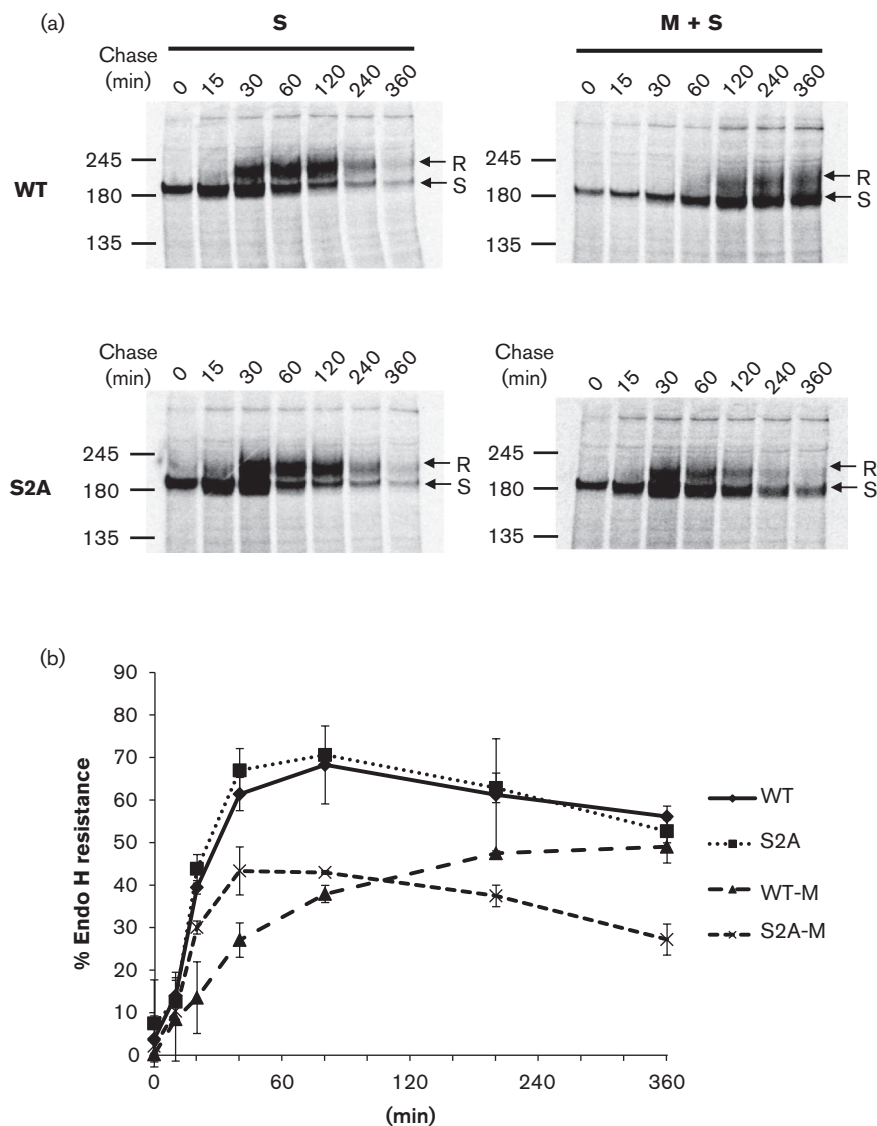 (a)
S
M + S
Chase
(min)
0 15 30 60 120 240 360
Chase
(min)
0 15 30 60 120 240 360
WT
245
180
135
R
S
245
180
135
R
S
Chase
(min)
0 15 30 60 120 240 360
Chase
(min)
0 15 30 60 120 240 360
S2A
245
180
135
R
S
245
180
135
R
S
(b)
90
80
70
60
50
40
30
20
10
0
% Endo H resistance
0 60 120 240 360
(min)
WT
S2A
WT-M
S2A-M